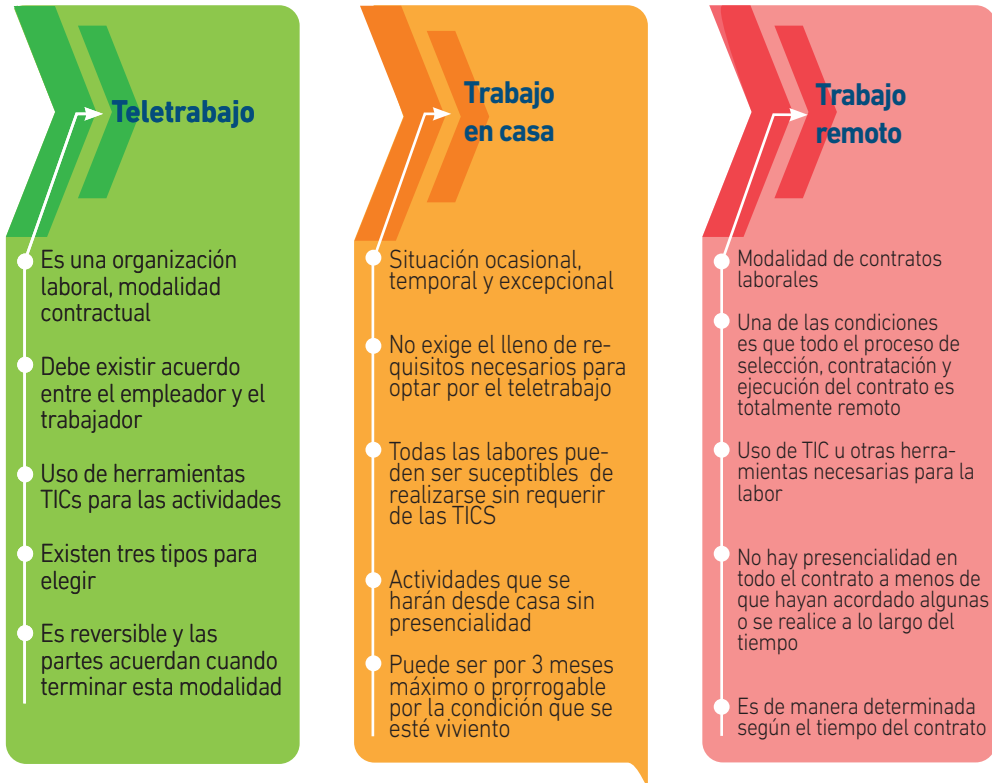 Teletrabajo
Es una organización
laboral, modalidad
contractual
Debe existir acuerdo
entre el empleador y el
trabajador
Uso de herramientas
TICs para las actividades
Existen tres tipos para
elegir
Es reversible y las
partes acuerdan cuando
terminar esta modalidad
Trabajo
en casa
Situación ocasional,
temporal y excepcional
No exige el lleno de re-
quisitos necesarios para
optar por el teletrabajo
Todas las labores pue-
den ser suceptibles de
realizarse sin requerir
de las TICS
Actividades que se
harán desde casa sin
presencialidad
Puede ser por 3 meses
máximo o prorrogable
por la condición que se
esté viviento
Trabajo
remoto
Modalidad de contratos
laborales
Una de las condiciones
es que todo el proceso de
selección, contratación y
ejecución del contrato es
totalmente remoto
Uso de TIC u otras herra-
mientas necesarias para la
labor
No hay presencialidad en
todo el contrato a menos de
que hayan acordado algunas
o se realice a lo largo del
tiempo
Es de manera determinada
según el tiempo del contrato